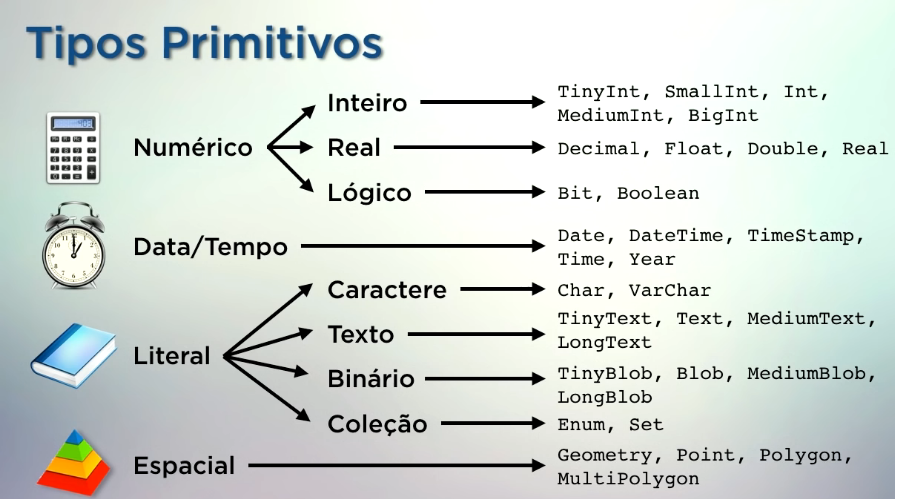 Tipos Primitivos
Inteiro
TinyInt, SmallInt, Int,
MediumInt, BigInt
Numérico
Real
Decimal, Float, Double, Real
Lógico
Bit, Boolean
Data/Tempo
Date, DateTime, TimeStamp,
Time, Year
Caractere
Char, VarChar
Literal
Texto
TinyText, Text, MediumText,
LongText
Binário
TinyBlob, Blob, MediumBlob,
LongBlob
Coleção
Enum, Set
Espacial
Geometry, Point, Polygon,
MultiPolygon